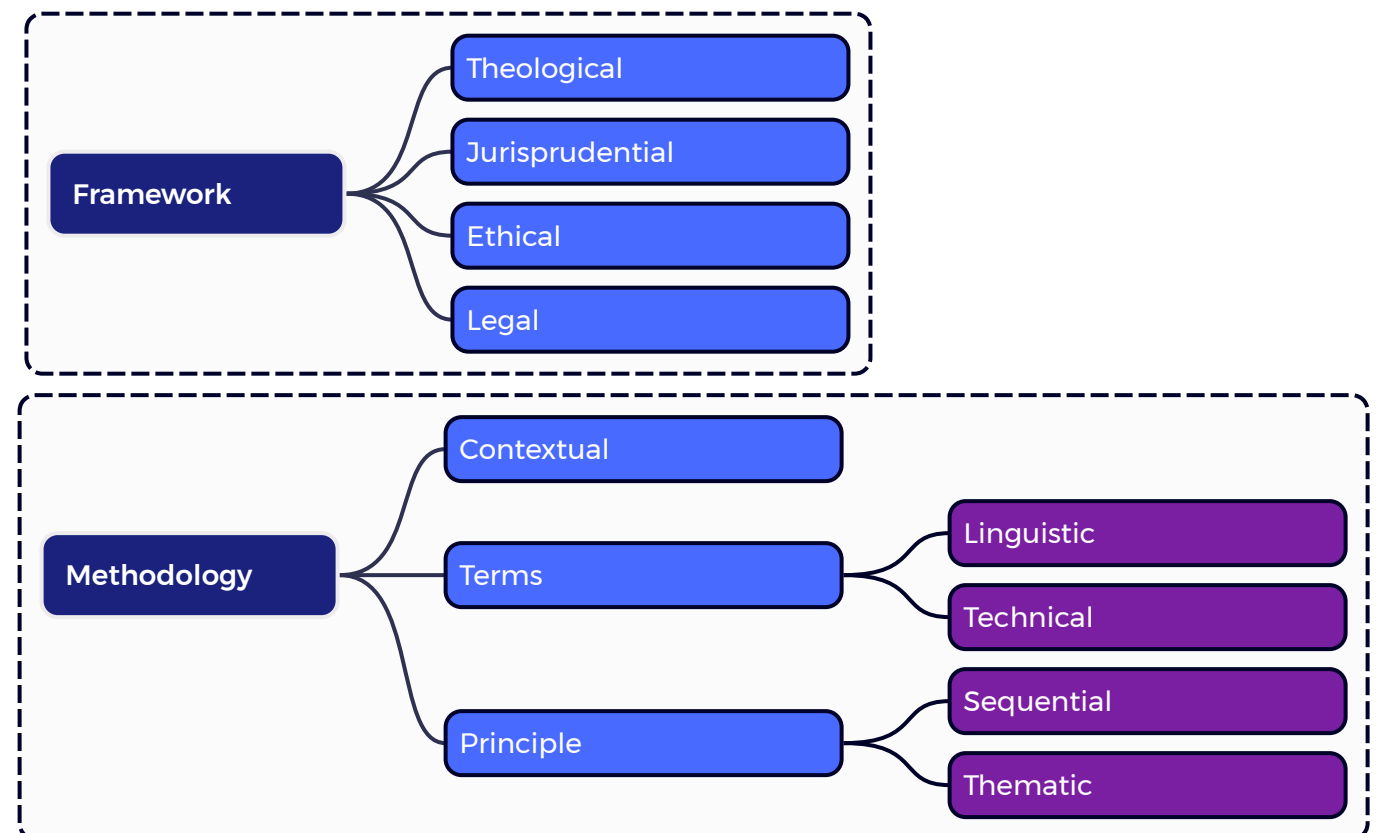 Framework
Theological
Jurisprudential
Ethical
Legal
Methodology
Contextual
Terms
Linguistic
Technical
Principle
Sequential
Thematic